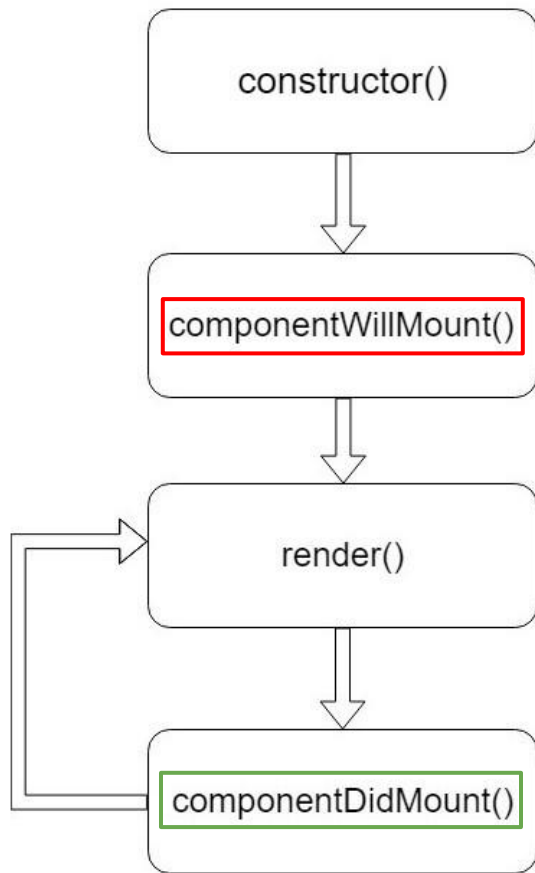 constructor()
componentWillMount()
render()
componentDidMount()